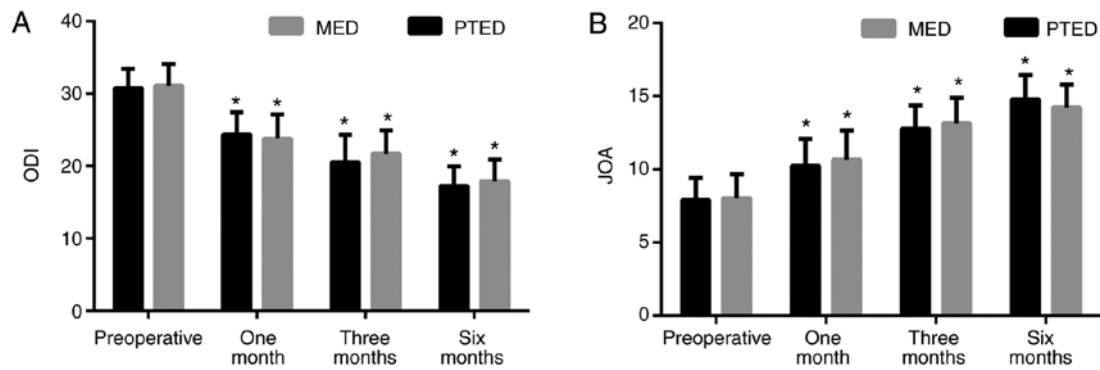 A
MED
PTED
40
30
20
10
0
ODI
* * * * * *
Preoperative
One month
Three months
Six months
B
MED
PTED
20
15
10
5
0
JOA
* * * * * *
Preoperative
One month
Three months
Six months